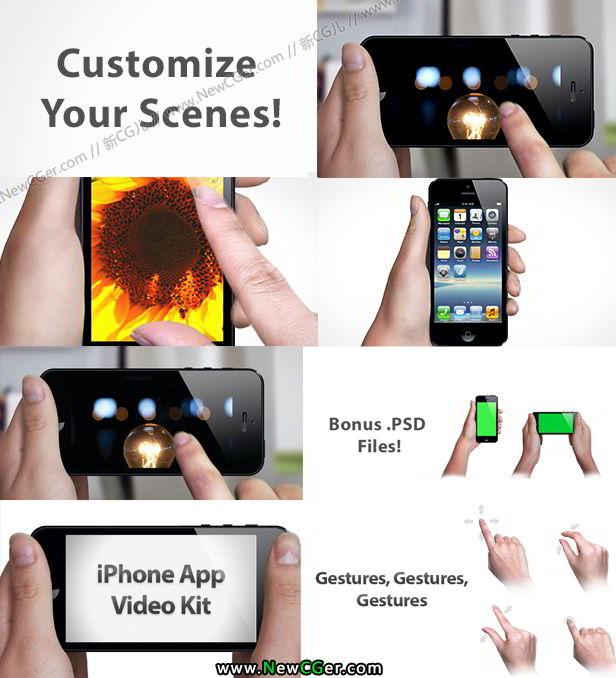 Customize
Your Scenes!
www.NewCGer.com // 新CG儿 // www.NewCGer.com // 新CG儿
Bonus .PSD
Files!
iPhone App
Video Kit
Gestures, Gestures,
Gestures
www.NewCGer.com